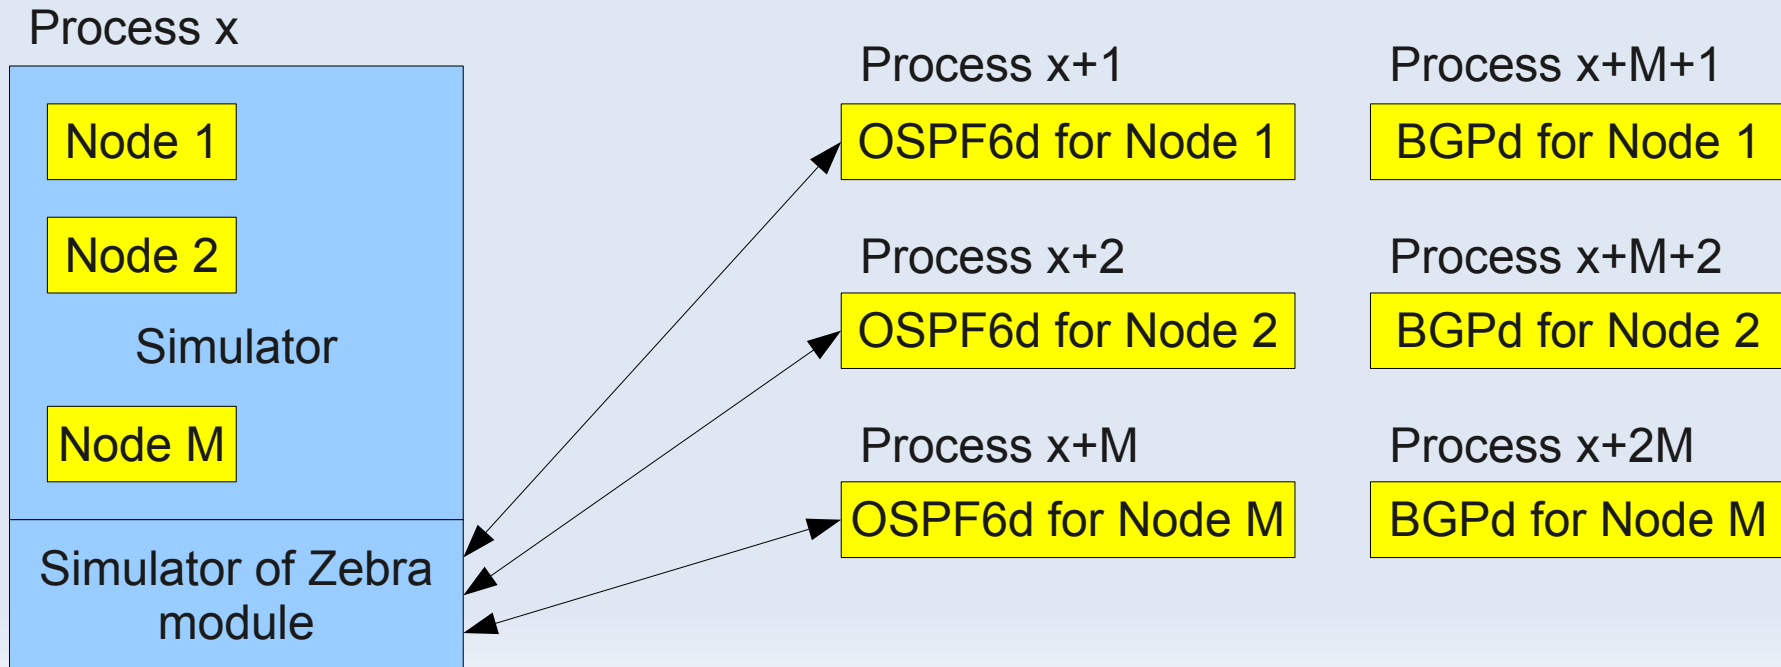 Process x
Node 1
Node 2
Simulator
Node M
Simulator of Zebra
module
Process x+1
OSPF6d for Node 1
Process x+2
OSPF6d for Node 2
Process x+M
OSPF6d for Node M
Process x+M+1
BGPd for Node 1
Process x+M+2
BGPd for Node 2
Process x+2M
BGPd for Node M